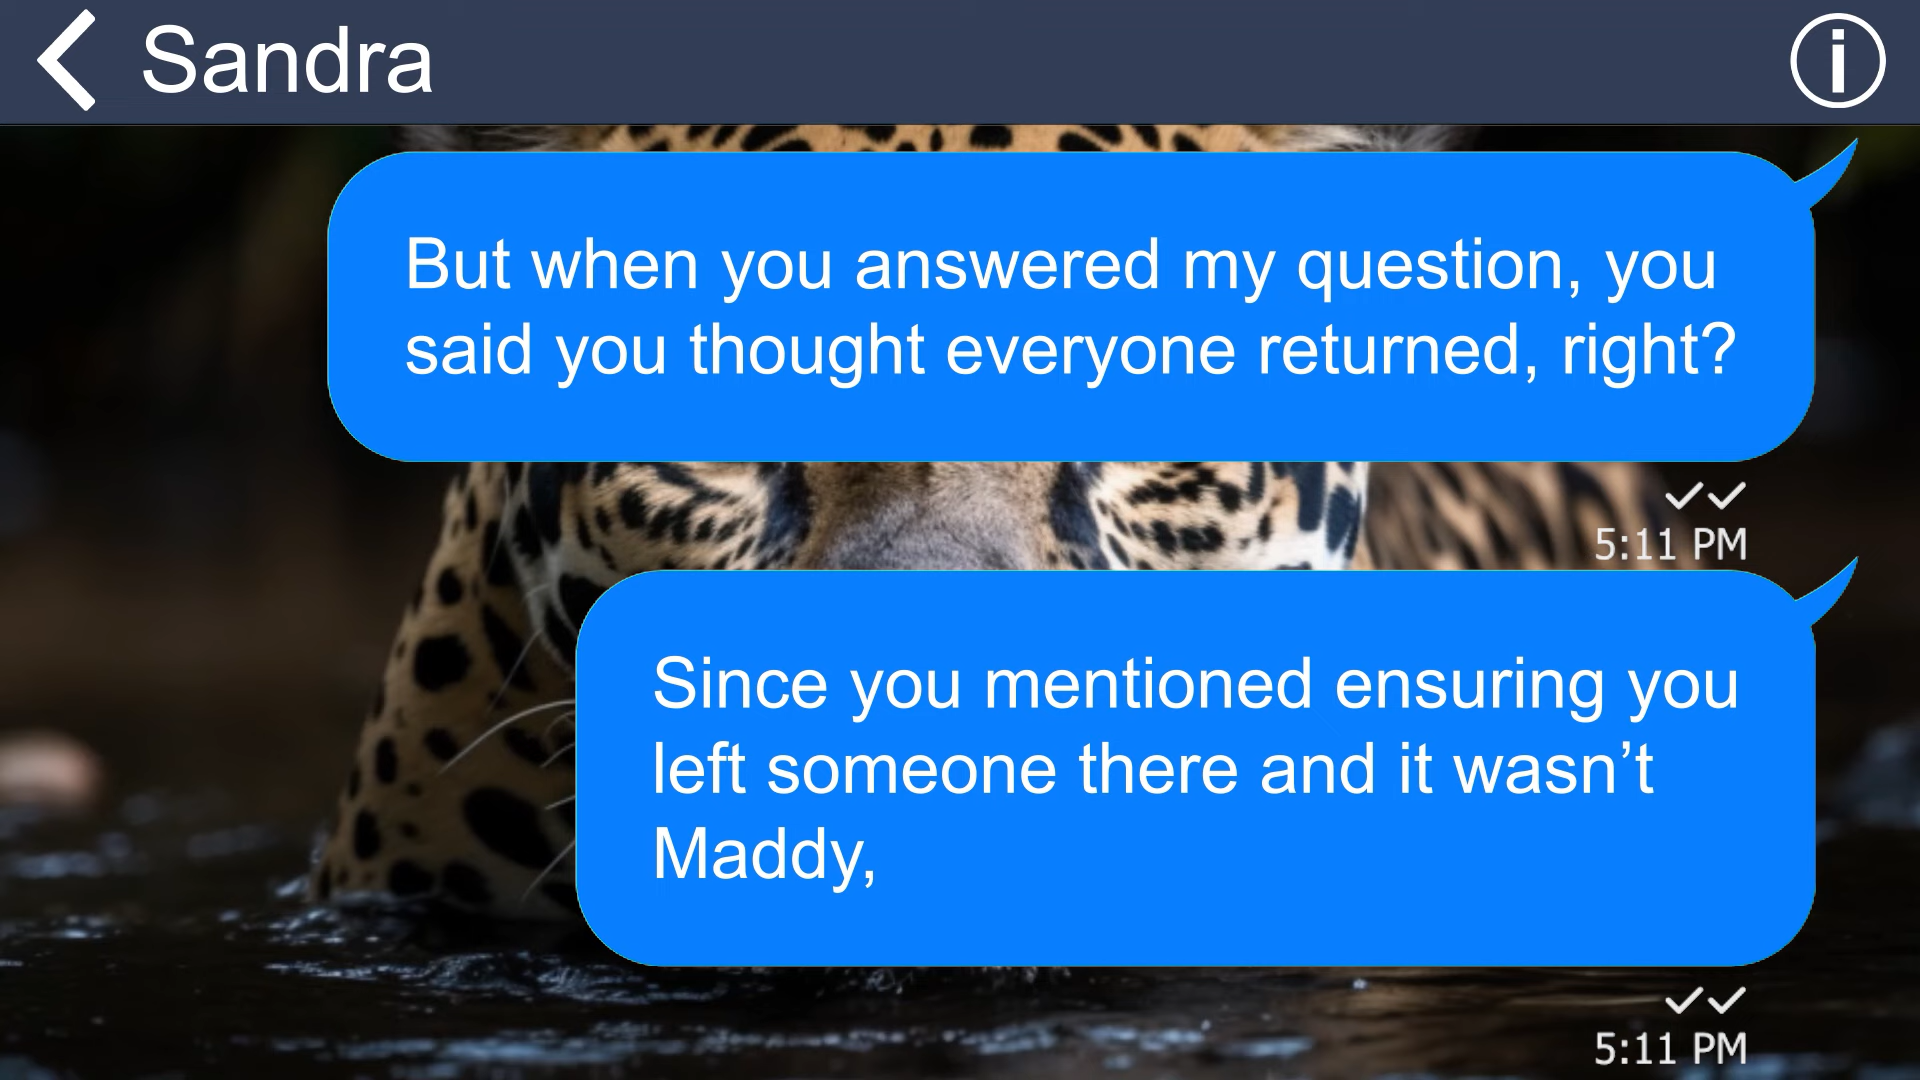 Sandra
But when you answered my question, you
said you thought everyone returned, right?
5:11 PM
Since you mentioned ensuring you
left someone there and it wasn’t
Maddy,
5:11 PM